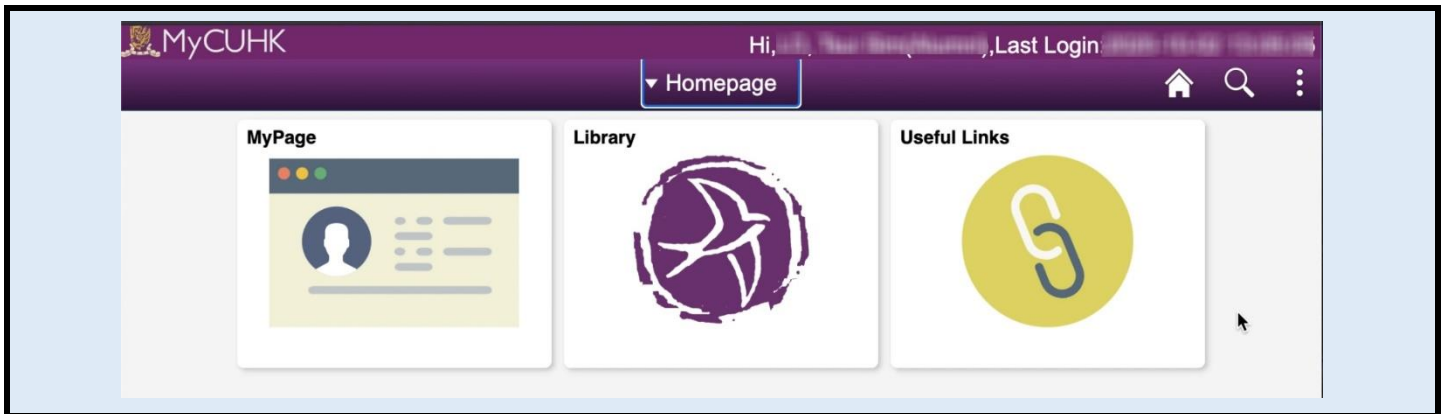 MyCUHK
Hi, ,Last Login
Homepage
MyPage
Library
Useful Links